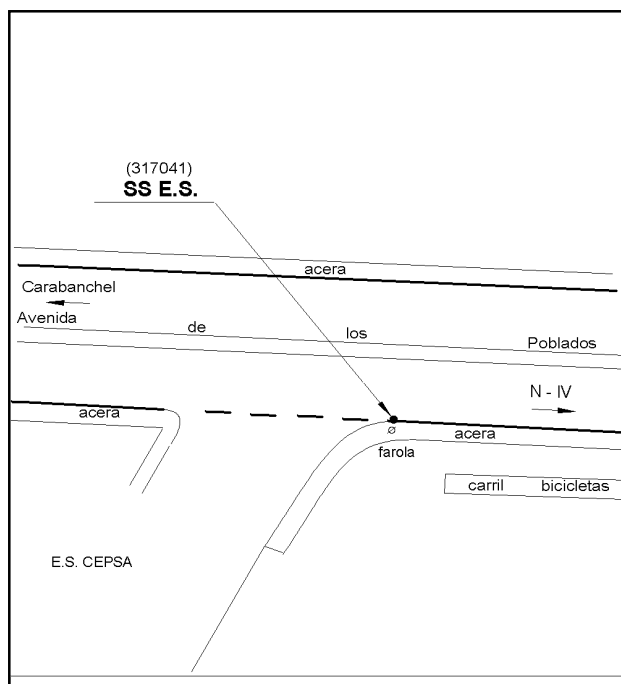 (317041)
SS E.S.
acera
Carabanchel
Avenida de los Poblados
N - IV
acera
acera
farola
carril bicicletas
E.S. CEPSA